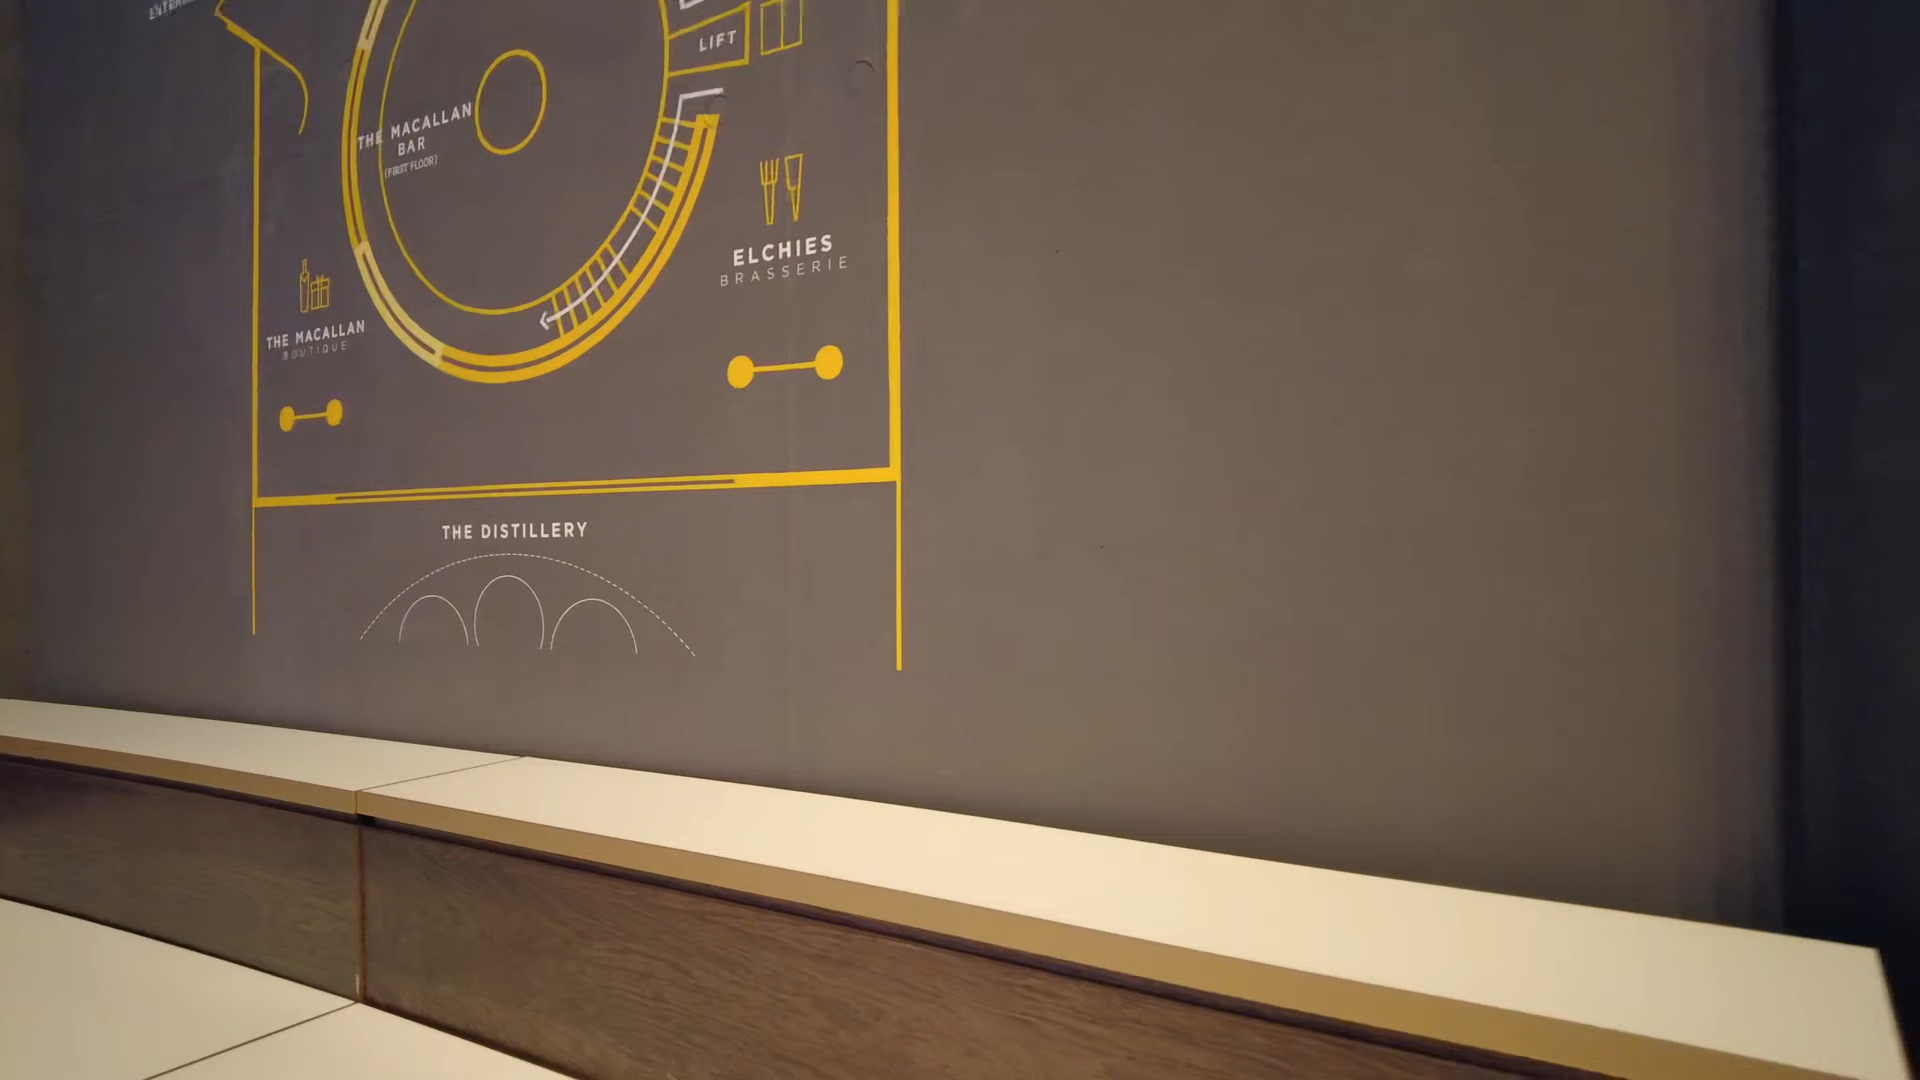 LIFT
THE MACALLAN
BAR
(FIRST FLOOR)
ELCHIES
BRASSERIE
THE MACALLAN
BOUTIQUE
THE DISTILLERY